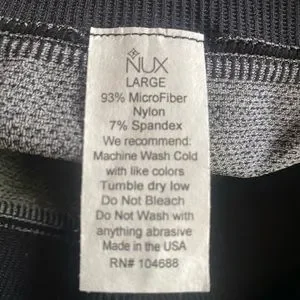 NUX
LARGE
93% MicroFiber
Nylon
7% Spandex
We recommend:
Machine Wash Cold
with like colors
Tumble dry low
Do Not Bleach
Do Not Wash with
anything abrasive
Made in the USA
RN# 104688